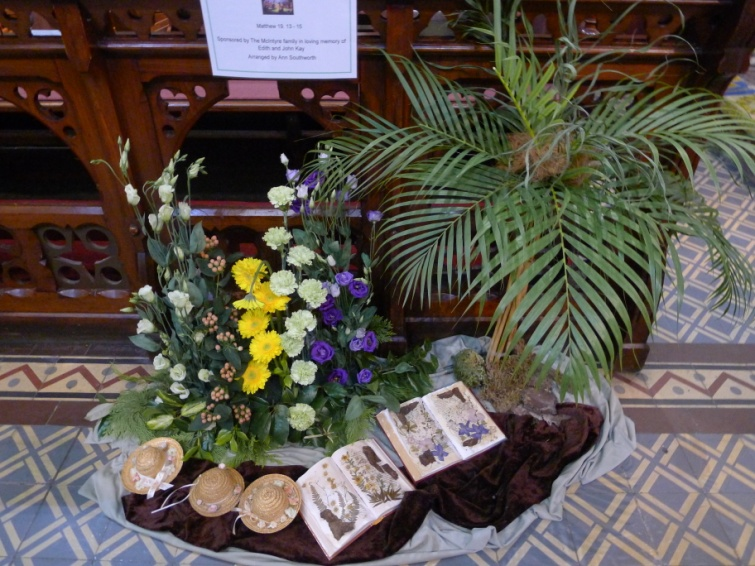 Matthew 19: 13 - 15
Sponsored by The McIntyre family in loving memory of
Edith and John Kay
Arranged by Ann Southworth